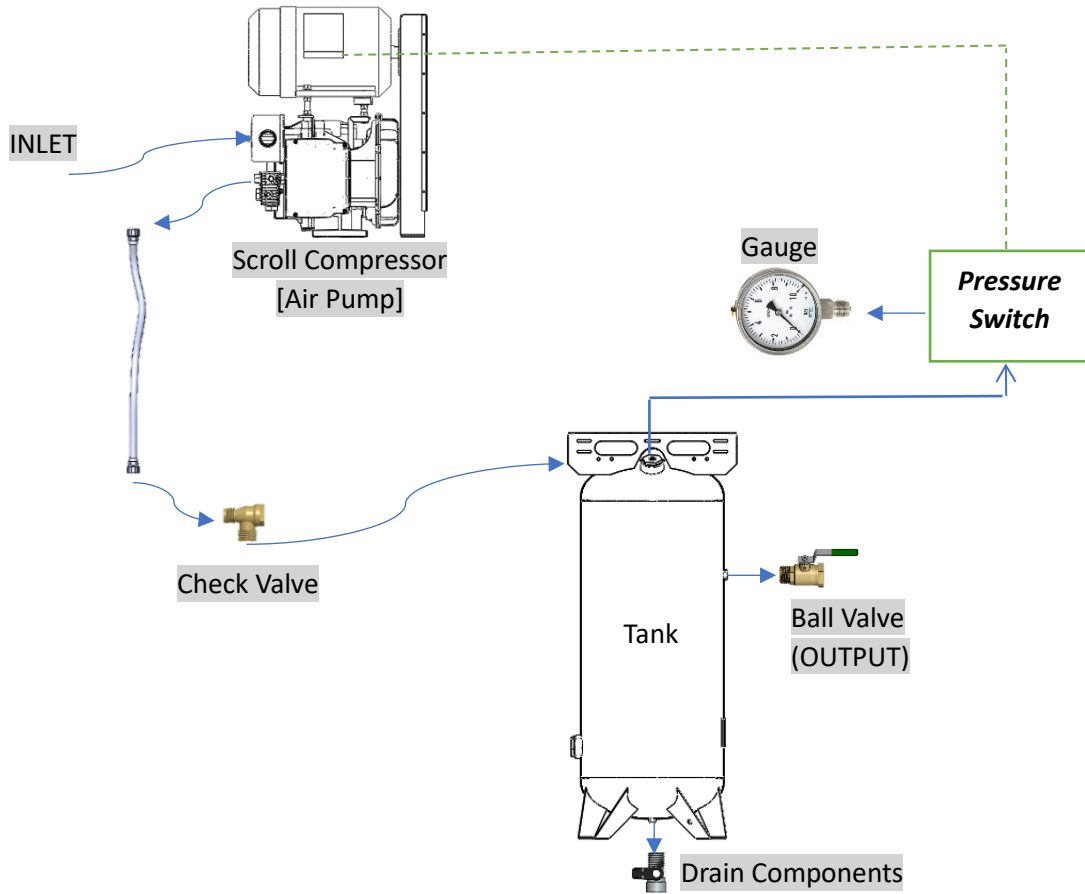 INLET
Scroll Compressor
[Air Pump]
Gauge
Pressure
Switch
Check Valve
Tank
Ball Valve
(OUTPUT)
Drain Components